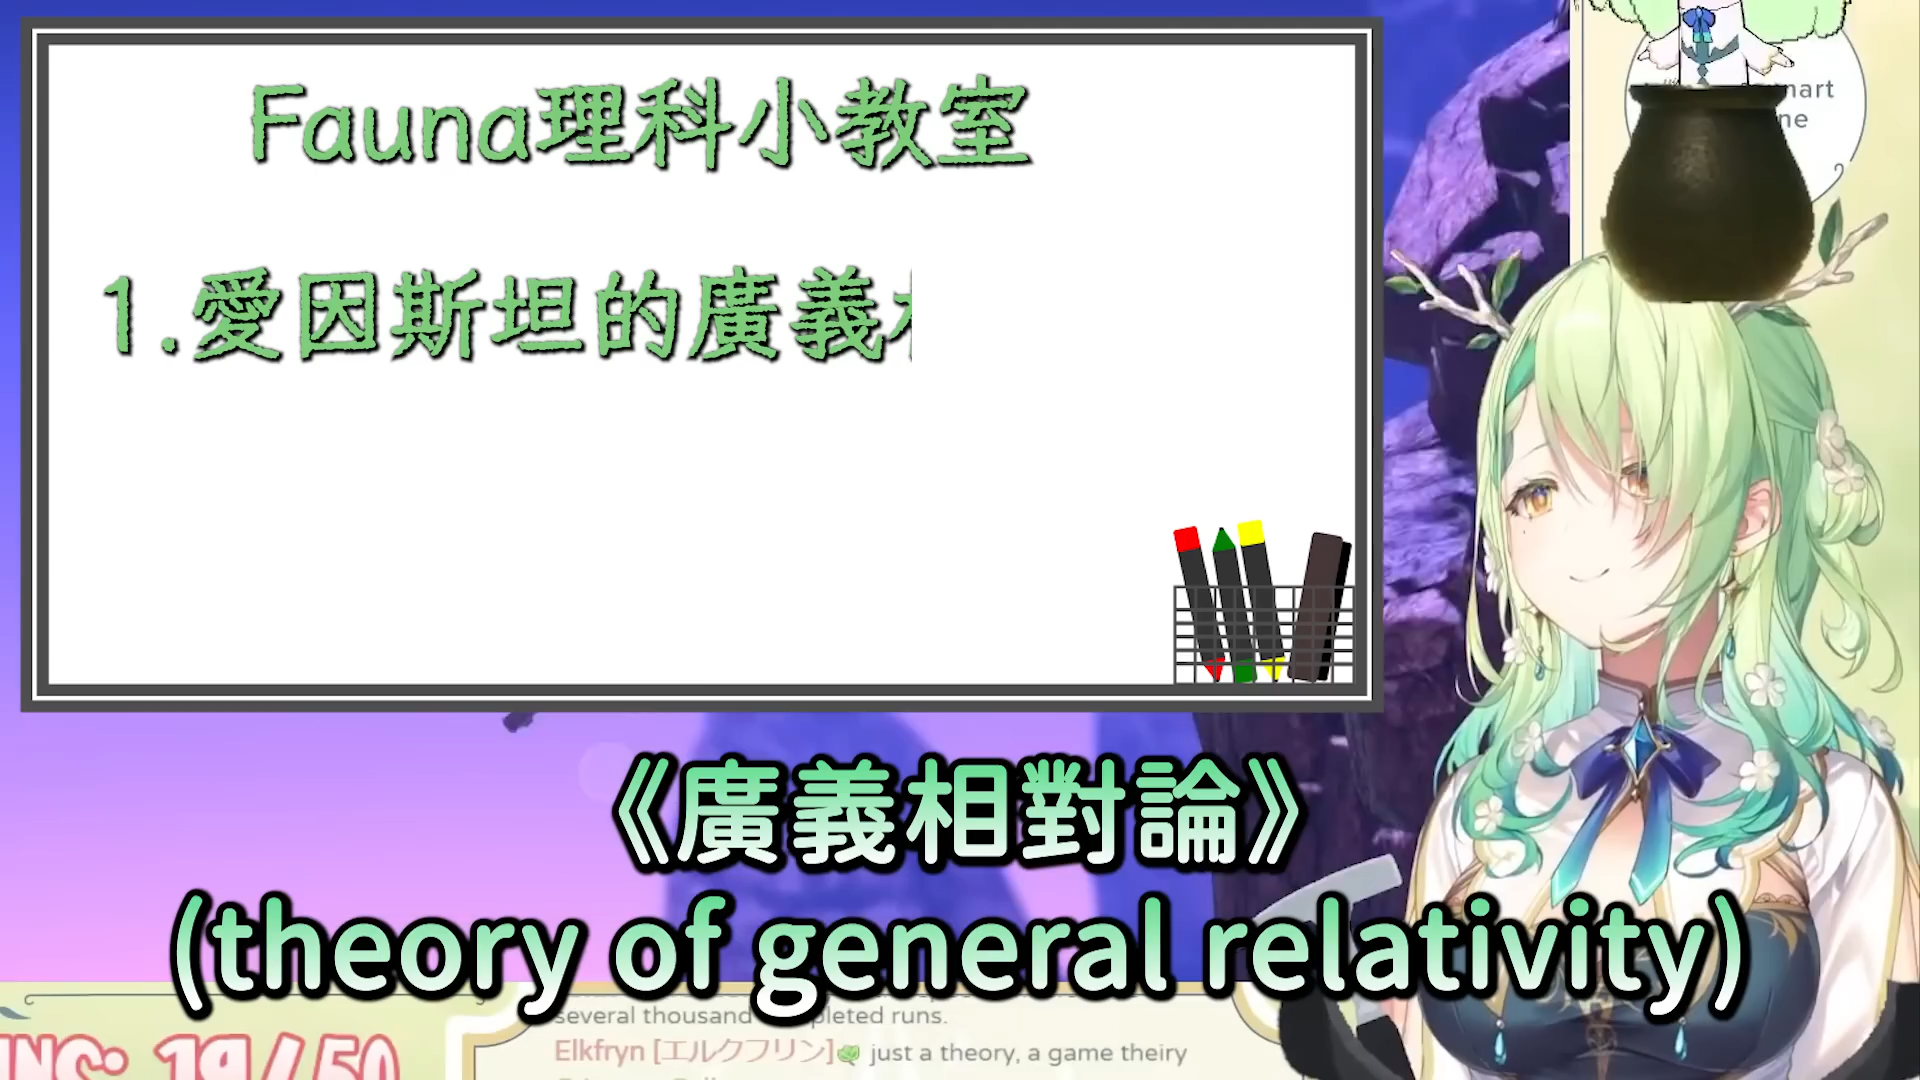 Fauna理科小教室
1.愛因斯坦的廣義
《廣義相對論》
(theory of general relativity)
several thousand
runs.
19/50
Elkfryn [エルクフリン] just a theory, a game theiry